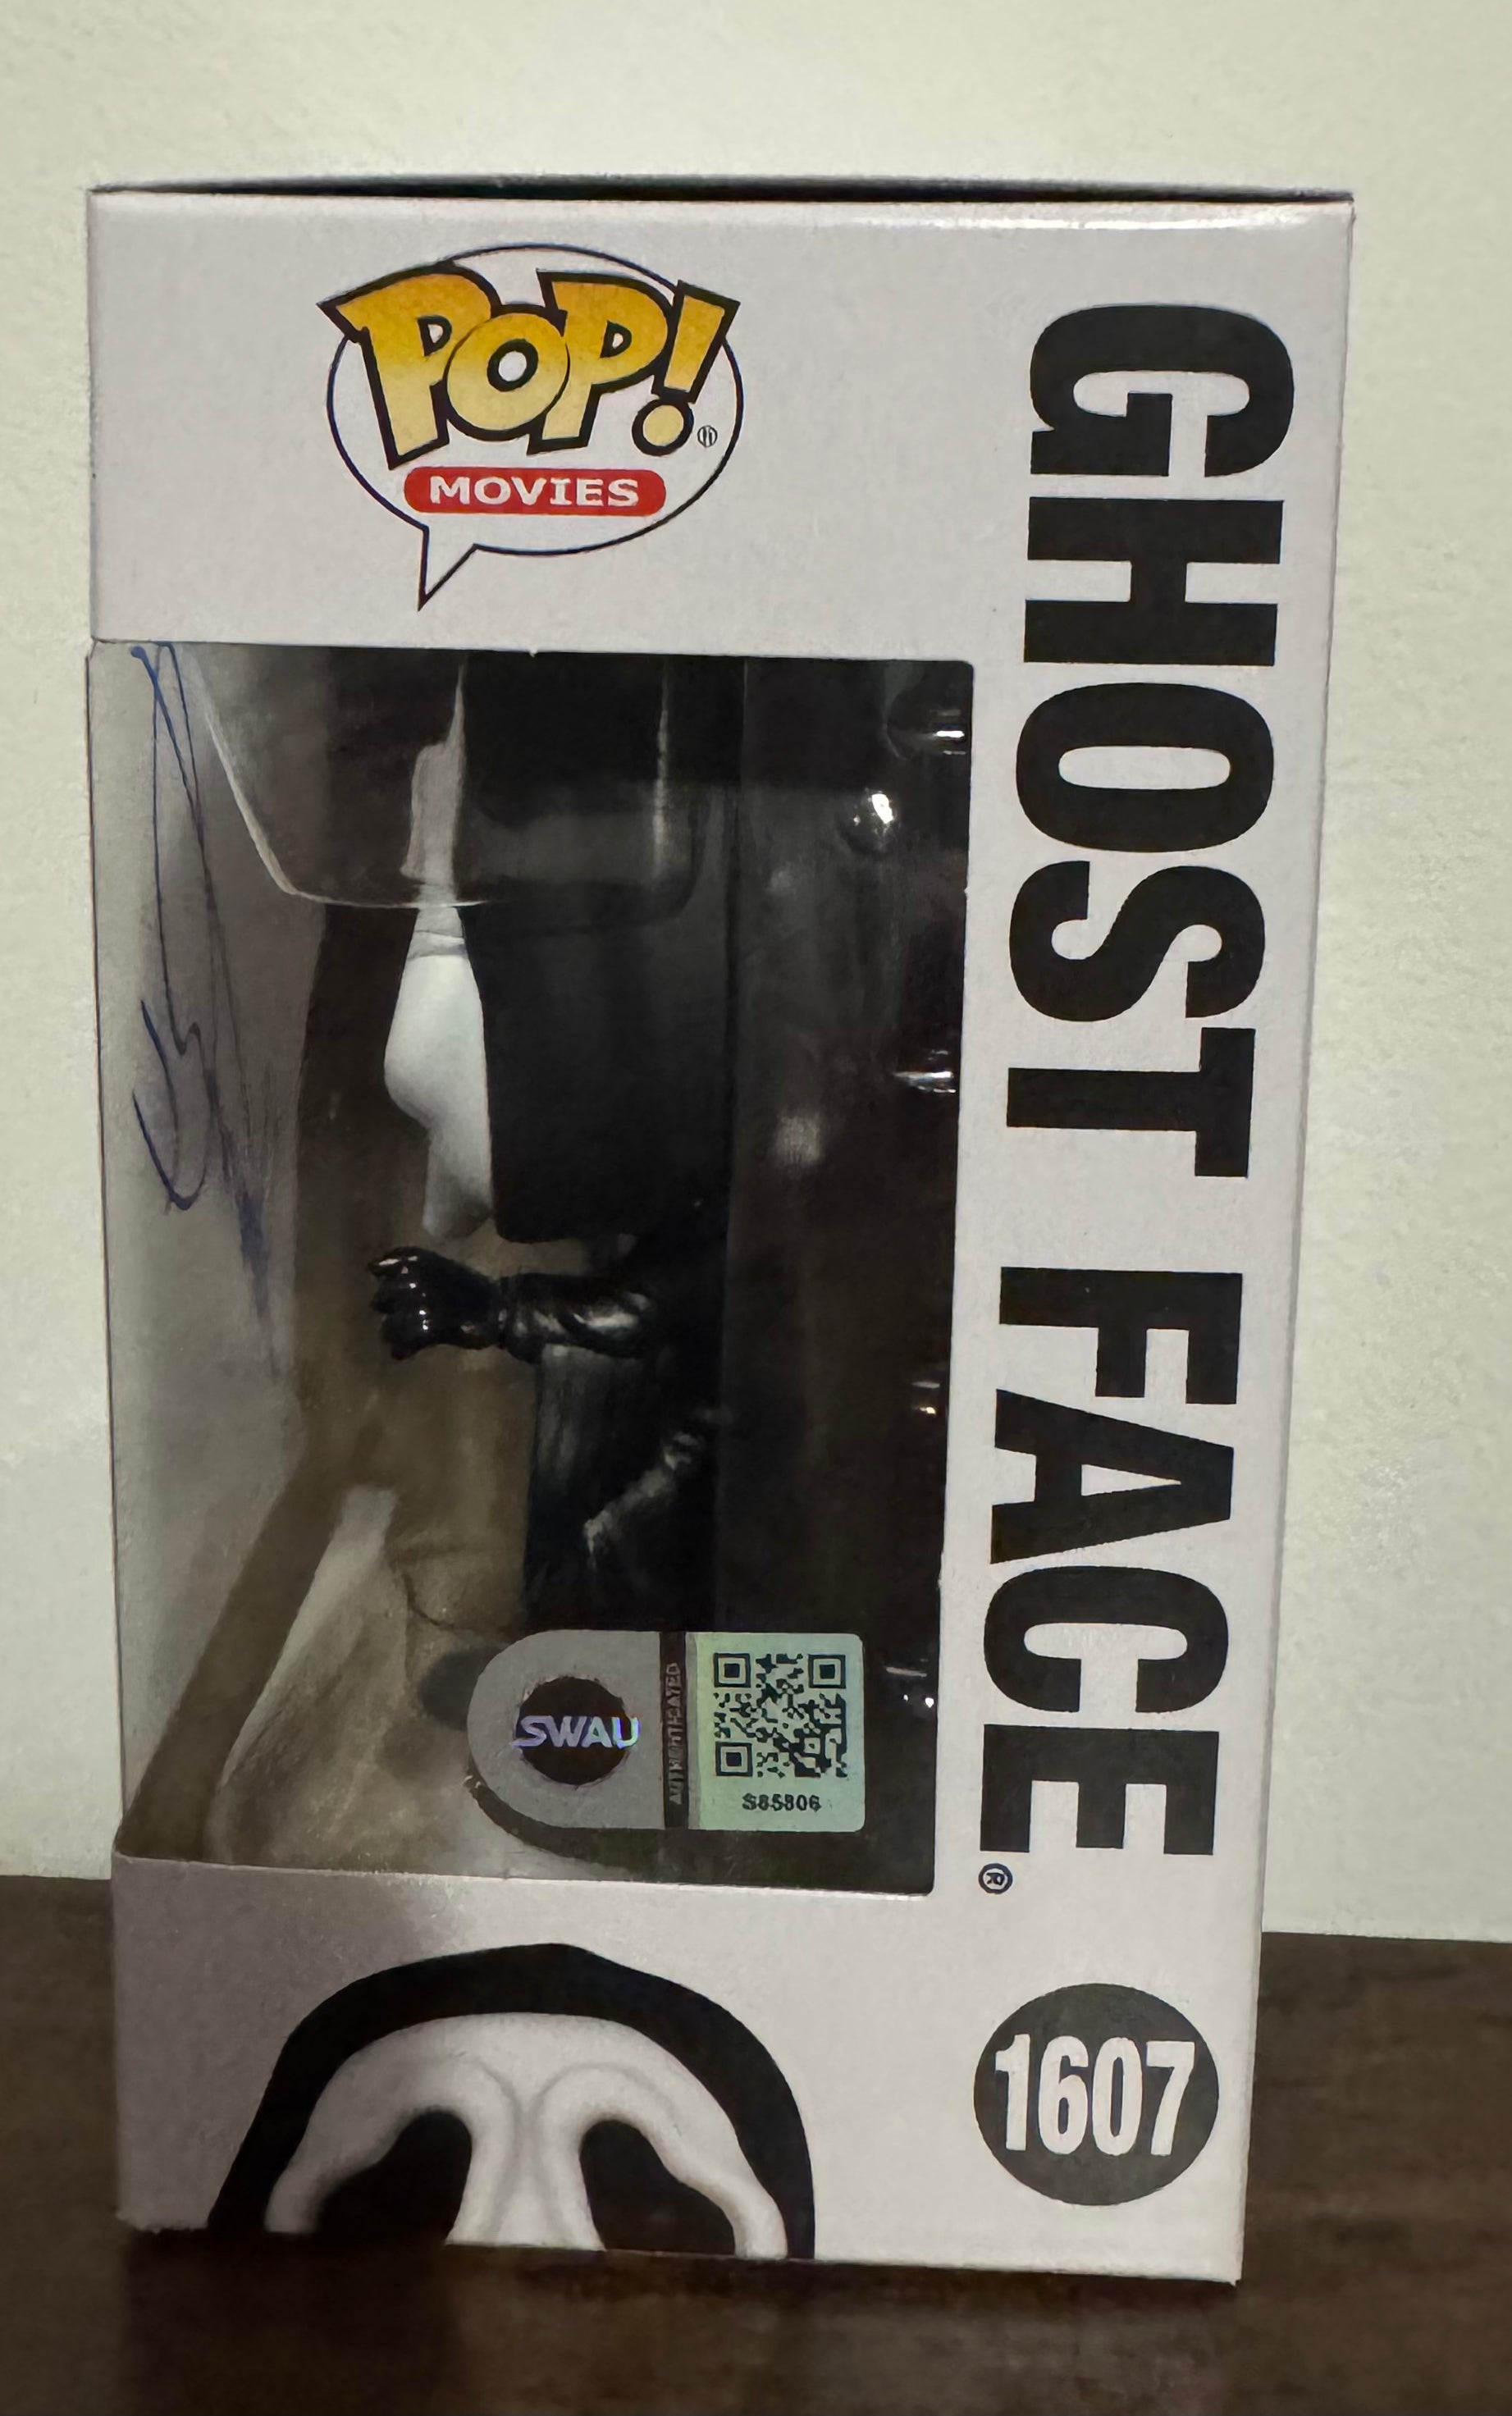 POP!
MOVIES
GHOST FACE®
SWAU
AUTHENTICATED
S85806
1607